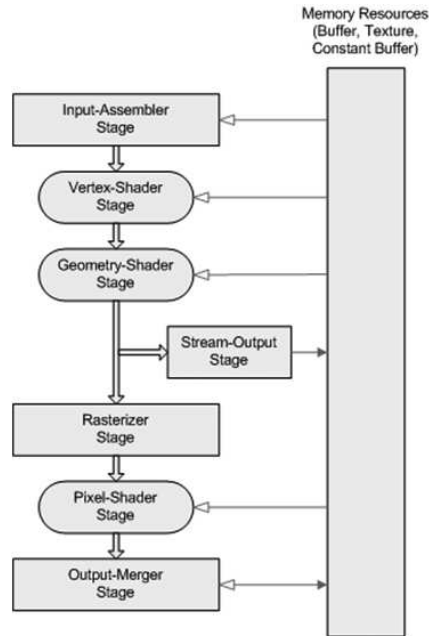 Memory Resources
(Buffer, Texture,
Constant Buffer)
Input-Assembler
Stage
Vertex-Shader
Stage
Geometry-Shader
Stage
Stream-Output
Stage
Rasterizer
Stage
Pixel-Shader
Stage
Output-Merger
Stage